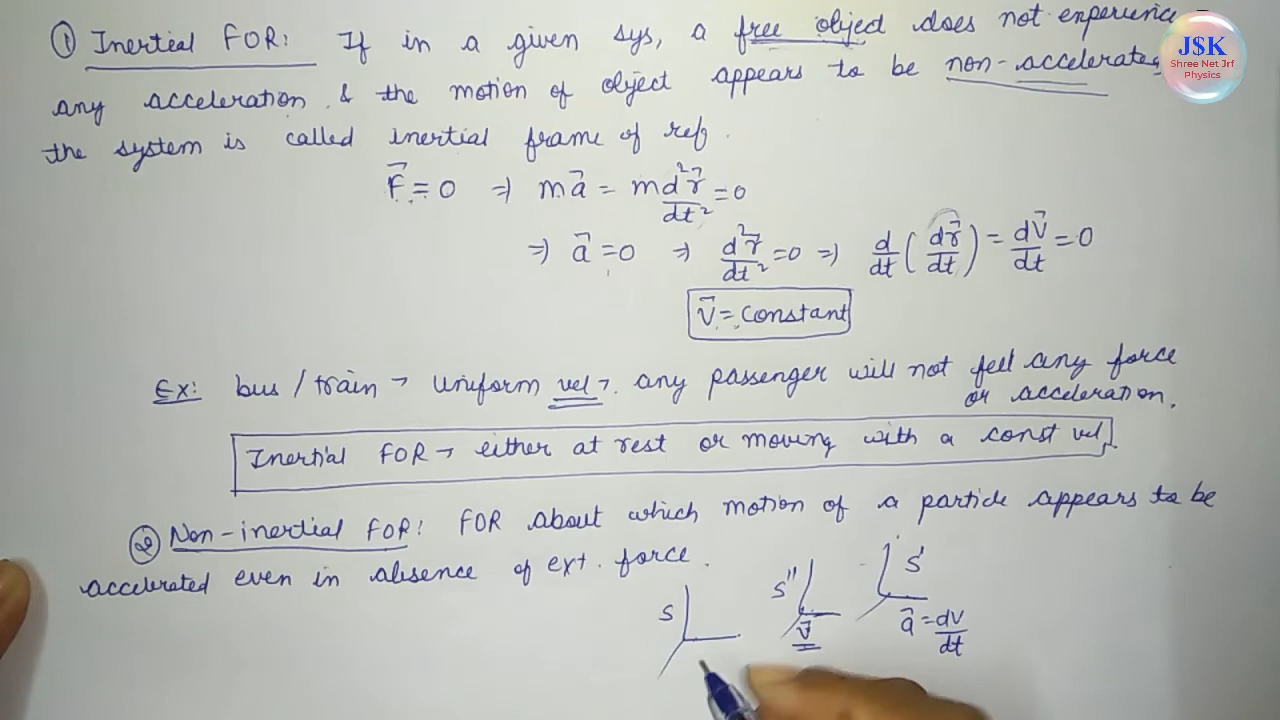 ① Inertial FOR: If in a given sys, a free object does not experience
any acceleration & the motion of object appears to be non-accelerated
the system is called inertial frame of ref.
F⃗ = 0 ⇒ ma⃗ = m d²r⃗/dt² = 0
⇒ a⃗ = 0 ⇒ d²r⃗/dt² = 0 ⇒ d/dt (dr⃗/dt) = dv⃗/dt = 0
v⃗ = constant
Ex: bus / train → uniform vel → any passenger will not feel any force
or acceleration.
Inertial FOR → either at rest or moving with a const vel
② Non-inertial FOR: FOR about which motion of a particle appears to be
accelerated even in absence of ext. force.
S S'' S'
v⃗ a⃗ = dv/dt
JSK
Shree Net Jrf
Physics